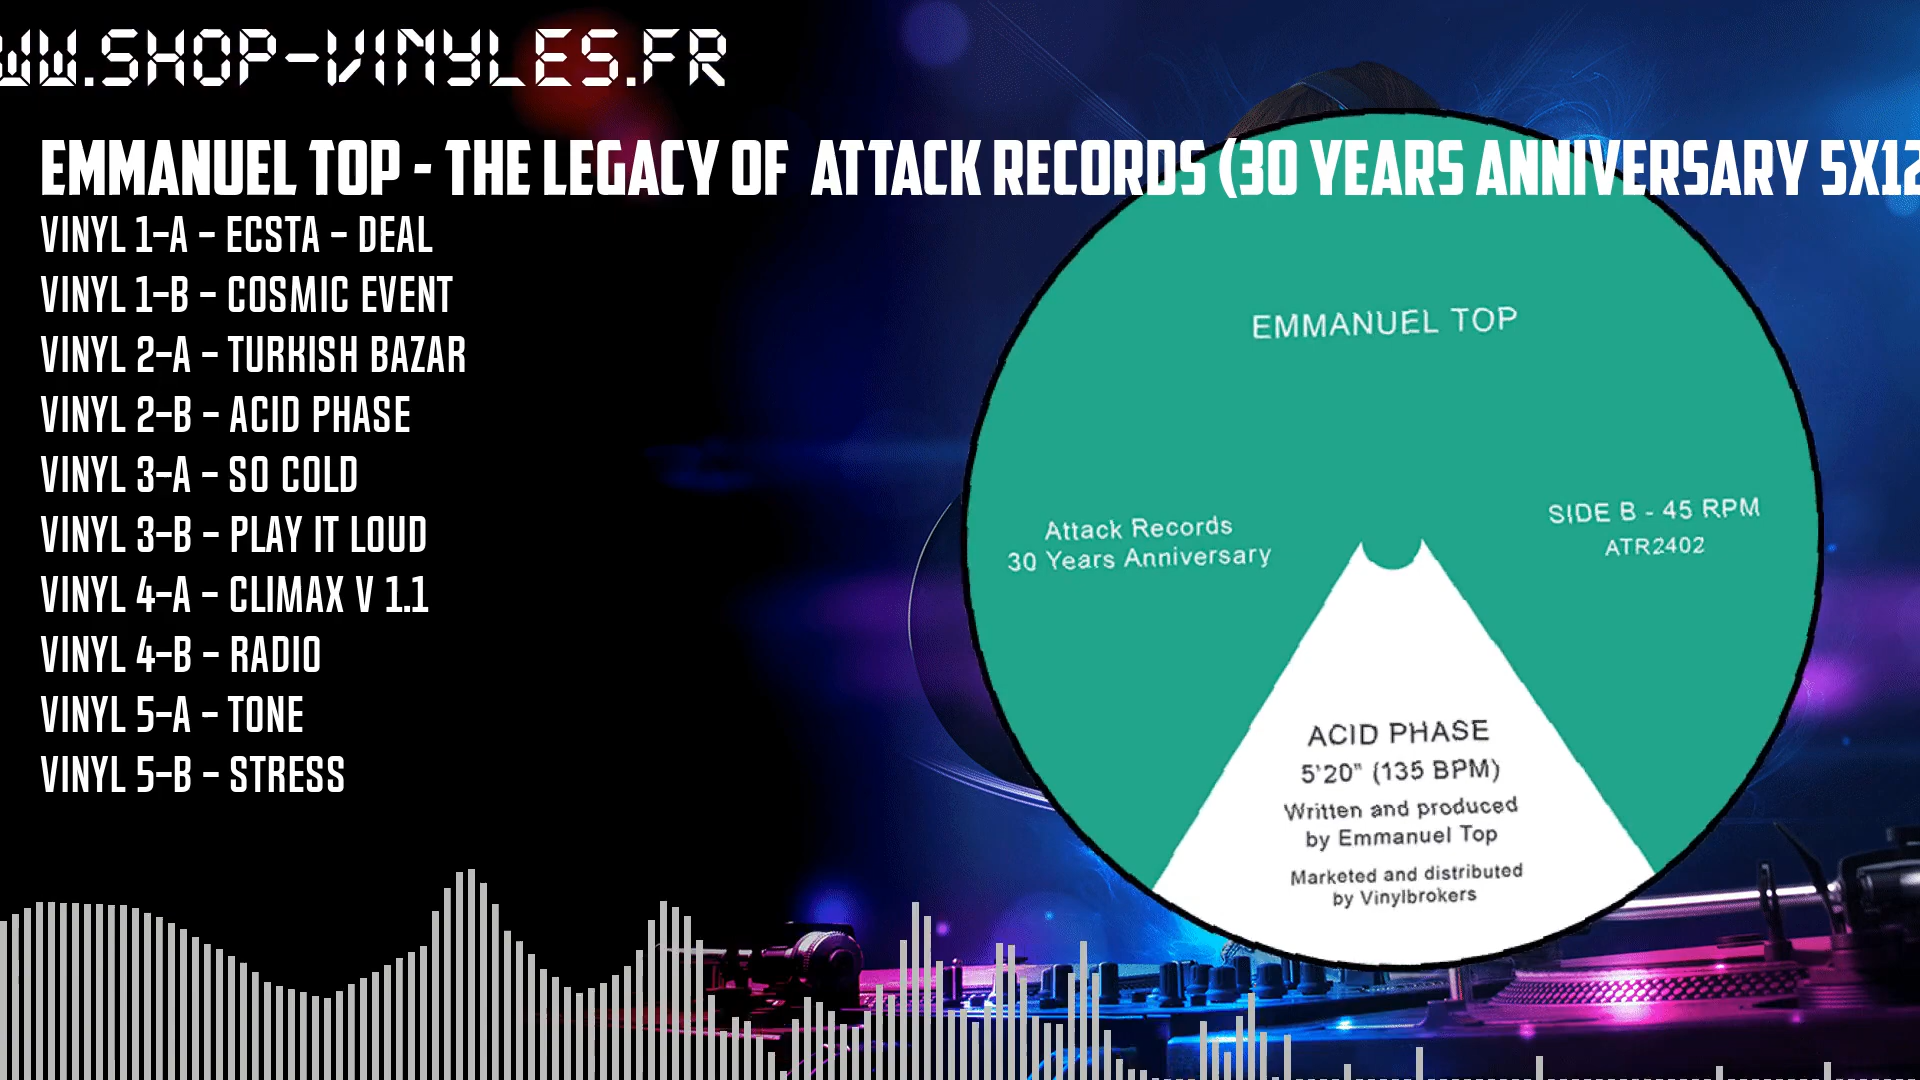 WW.SHOP-VINYLES.FR
EMMANUEL TOP - THE LEGACY OF ATTACK RECORDS (30 YEARS ANNIVERSARY 5X12
VINYL 1-A - ECSTA - DEAL
VINYL 1-B - COSMIC EVENT
VINYL 2-A - TURKISH BAZAR
VINYL 2-B - ACID PHASE
VINYL 3-A - SO COLD
VINYL 3-B - PLAY IT LOUD
VINYL 4-A - CLIMAX V 1.1
VINYL 4-B - RADIO
VINYL 5-A - TONE
VINYL 5-B - STRESS
EMMANUEL TOP
Attack Records
30 Years Anniversary
SIDE B - 45 RPM
ATR2402
ACID PHASE
5'20" (135 BPM)
Written and produced
by Emmanuel Top
Marketed and distributed
by Vinylbrokers